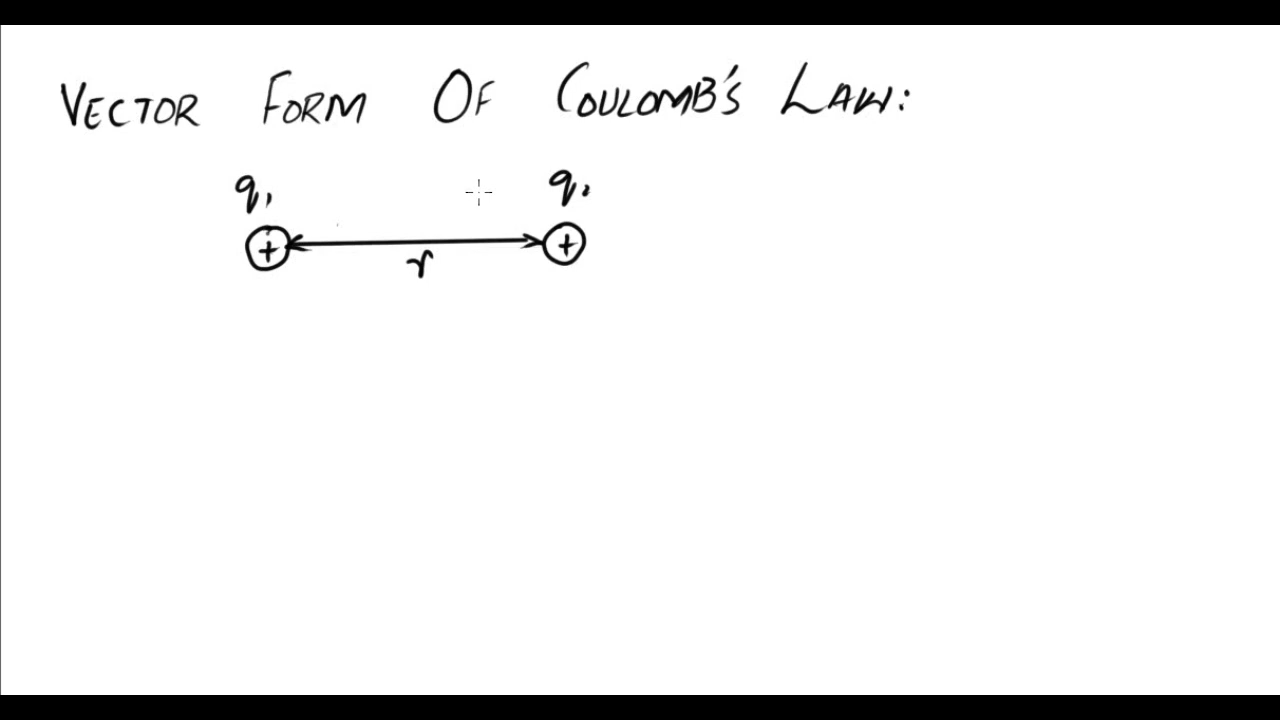 VECTOR FORM OF COULOMB'S LAW:
q₁ q₂
+ +
r